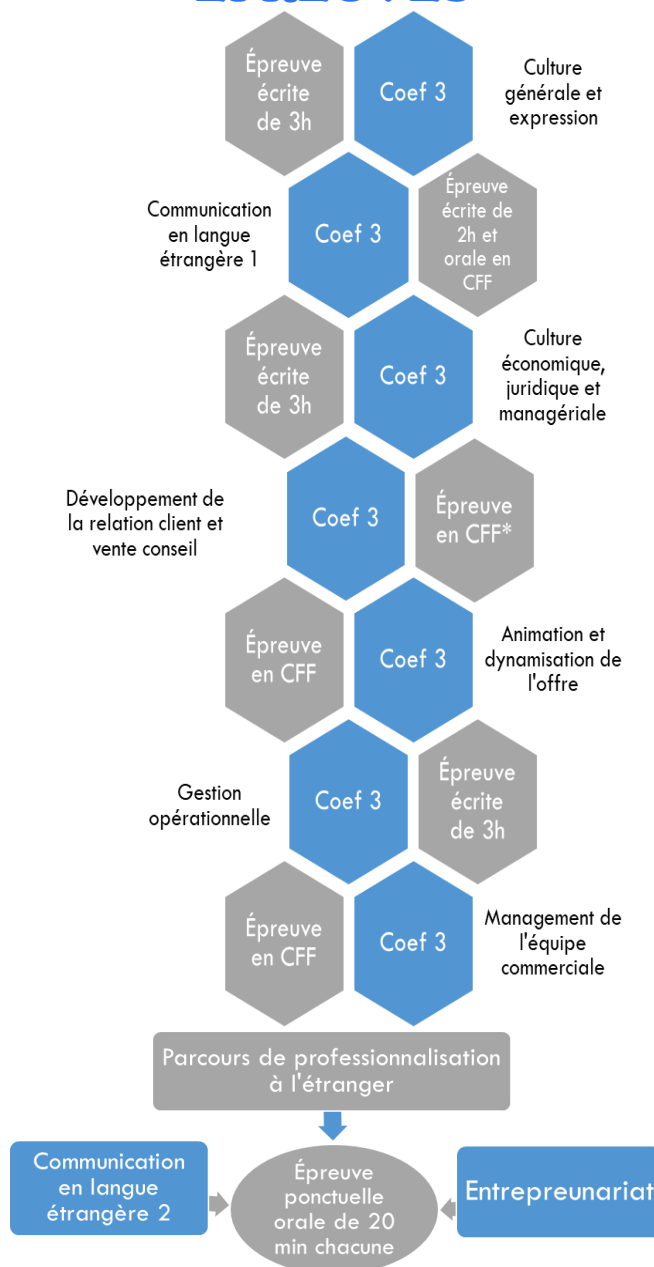 Épreuve
écrite
de 3h
Coef 3
Culture
générale et
expression
Communication
en langue
étrangère 1
Coef 3
Épreuve
écrite de
2h et
orale en
CFF
Épreuve
écrite
de 3h
Coef 3
Culture
économique,
juridique et
managériale
Développement de
la relation client et
vente conseil
Coef 3
Épreuve
en CFF*
Épreuve
en CFF
Coef 3
Animation et
dynamisation de
l'offre
Gestion
opérationnelle
Coef 3
Épreuve
écrite
de 3h
Épreuve
en CFF
Coef 3
Management de
l'équipe
commerciale
Parcours de professionnalisation
à l'étranger
Communication
en langue
étrangère 2
Épreuve
ponctuelle
orale de 20
min chacune
Entrepreunariat